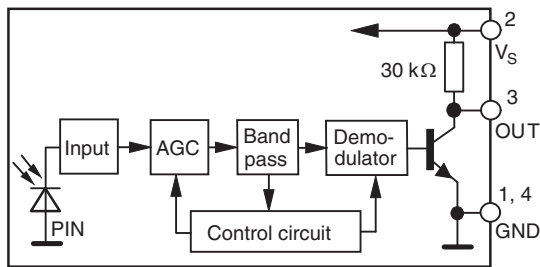 2
V_S
30 kΩ
3
OUT
Input
AGC
Band
pass
Demo-
dulator
1, 4
GND
PIN
Control circuit